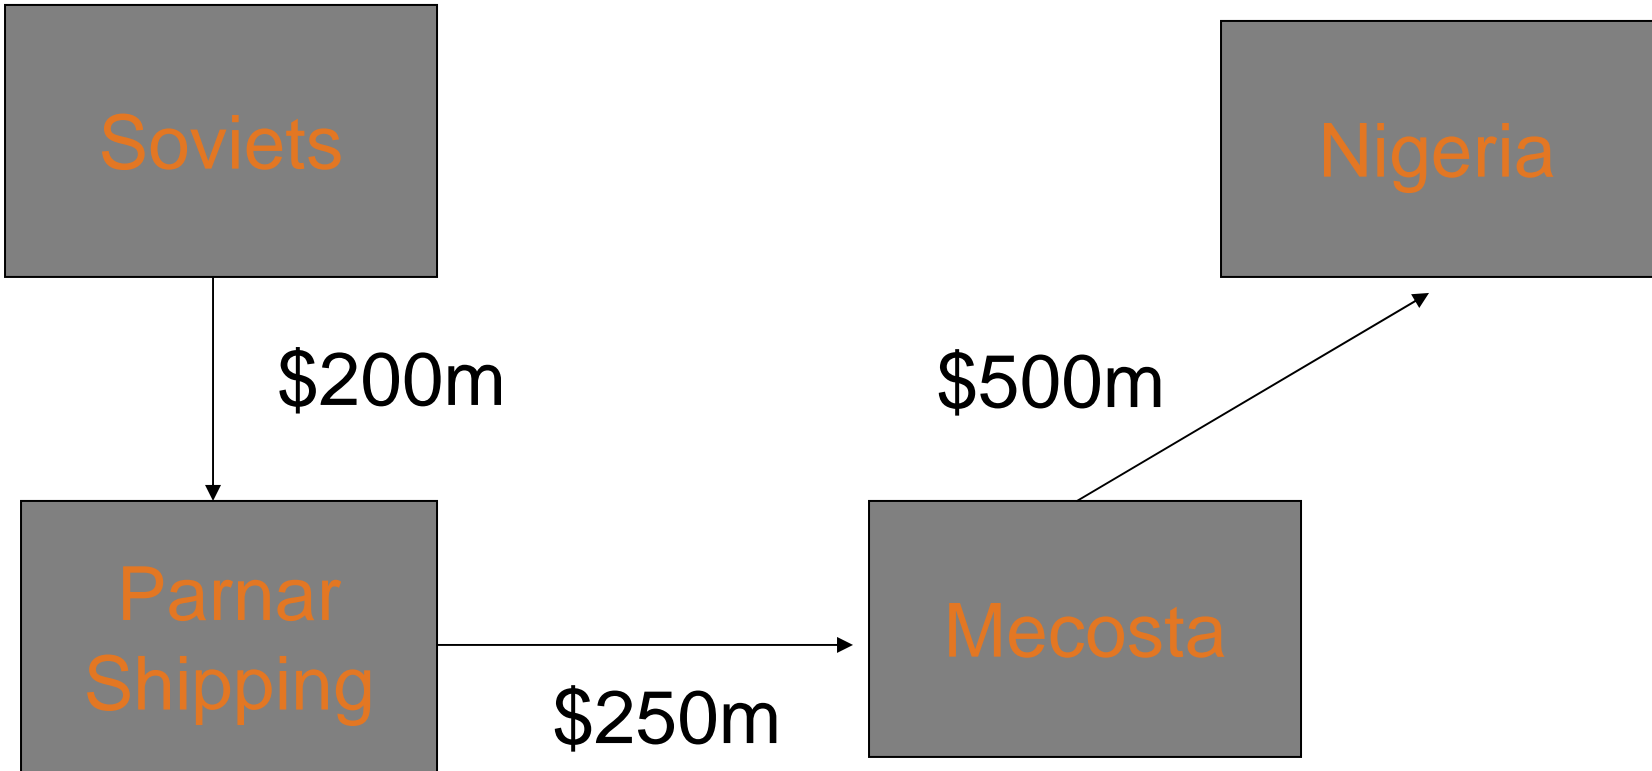 Soviets
Nigeria
$200m
$500m
Parnar
Shipping
Mecosta
$250m